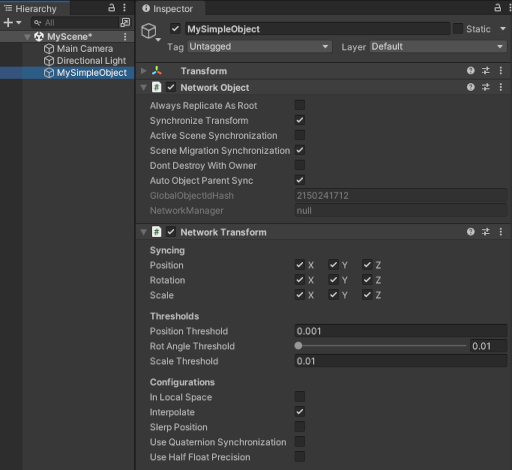 Hierarchy
All
MyScene*
Main Camera
Directional Light
MySimpleObject
Inspector
MySimpleObject Static
Tag Untagged Layer Default
Transform
# Network Object
Always Replicate As Root
Synchronize Transform
Active Scene Synchronization
Scene Migration Synchronization
Dont Destroy With Owner
Auto Object Parent Sync
GlobalObjectIdHash 2150241712
NetworkManager null
# Network Transform
Syncing
Position X Y Z
Rotation X Y Z
Scale X Y Z
Thresholds
Position Threshold 0.001
Rot Angle Threshold 0.01
Scale Threshold 0.01
Configurations
In Local Space
Interpolate
Slerp Position
Use Quaternion Synchronization
Use Half Float Precision